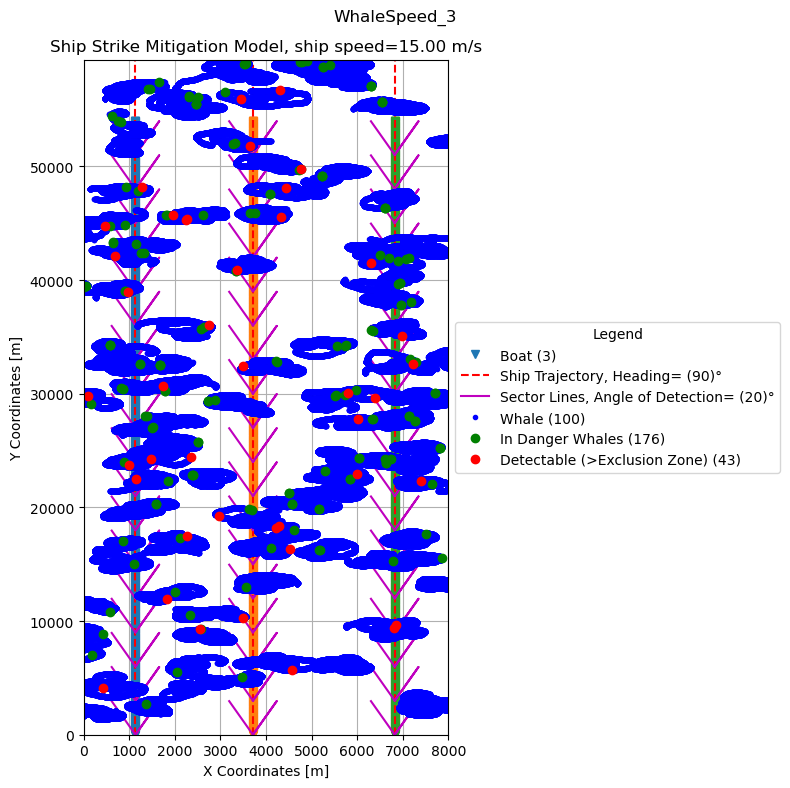 WhaleSpeed_3
Ship Strike Mitigation Model, ship speed=15.00 m/s
Y Coordinates [m]
50000
40000
30000
20000
10000
0
0 1000 2000 3000 4000 5000 6000 7000 8000
X Coordinates [m]
Legend
Boat (3)
Ship Trajectory, Heading= (90)°
Sector Lines, Angle of Detection= (20)°
Whale (100)
In Danger Whales (176)
Detectable (>Exclusion Zone) (43)